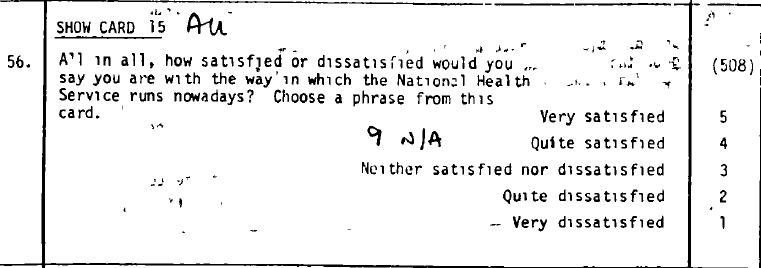 SHOW CARD 15 AU
56. All in all, how satisfied or dissatisfied would you (508)
say you are with the way in which the National Health
Service runs nowadays? Choose a phrase from this
card.
Very satisfied 5
9 N/A Quite satisfied 4
Neither satisfied nor dissatisfied 3
Quite dissatisfied 2
Very dissatisfied 1